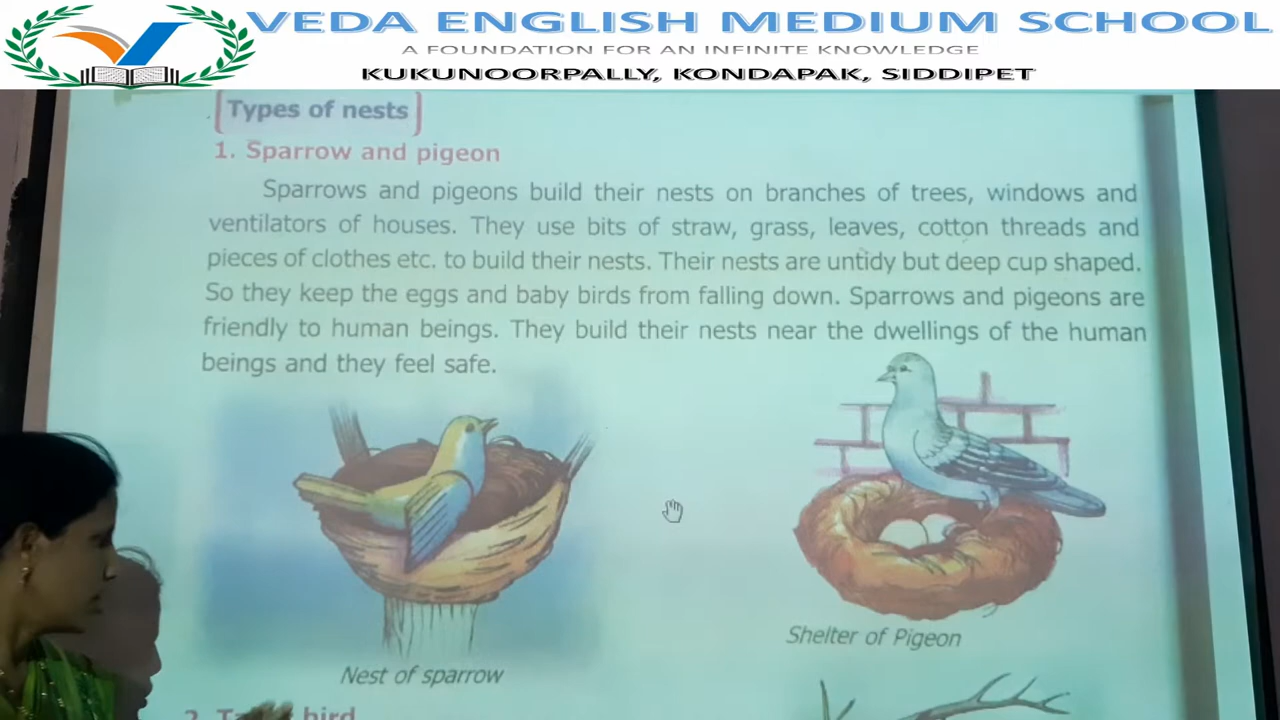 VEDA ENGLISH MEDIUM SCHOOL
A FOUNDATION FOR AN INFINITE KNOWLEDGE
KUKUNOORPALLY, KONDAPAK, SIDDIPET
Types of nests
1. Sparrow and pigeon
Sparrows and pigeons build their nests on branches of trees, windows and
ventilators of houses. They use bits of straw, grass, leaves, cotton threads and
pieces of clothes etc. to build their nests. Their nests are untidy but deep cup shaped.
So they keep the eggs and baby birds from falling down. Sparrows and pigeons are
friendly to human beings. They build their nests near the dwellings of the human
beings and they feel safe.
Shelter of Pigeon
Nest of sparrow
2. bird